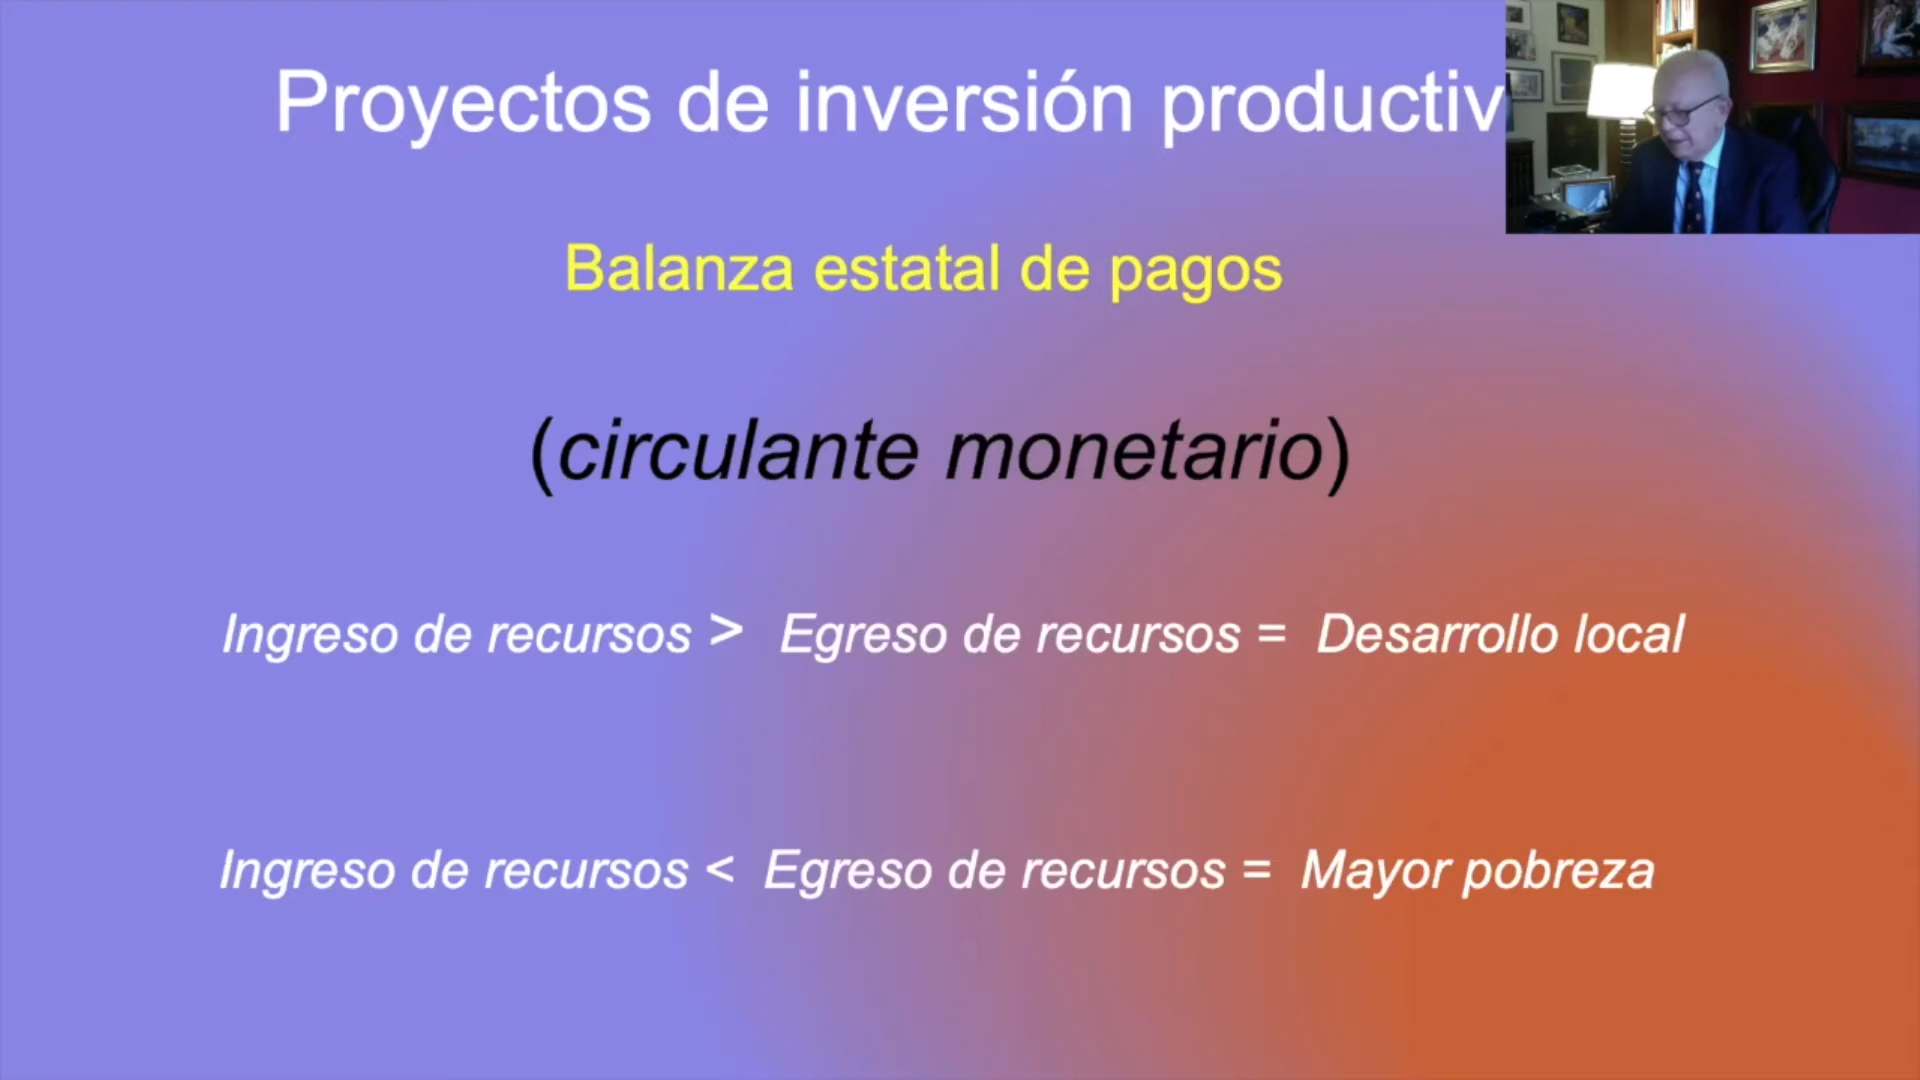 Proyectos de inversión
Balanza estatal de pagos
(circulante monetario)
Ingreso de recursos > Egreso de recursos = Desarrollo local
Ingreso de recursos < Egreso de recursos = Mayor pobreza